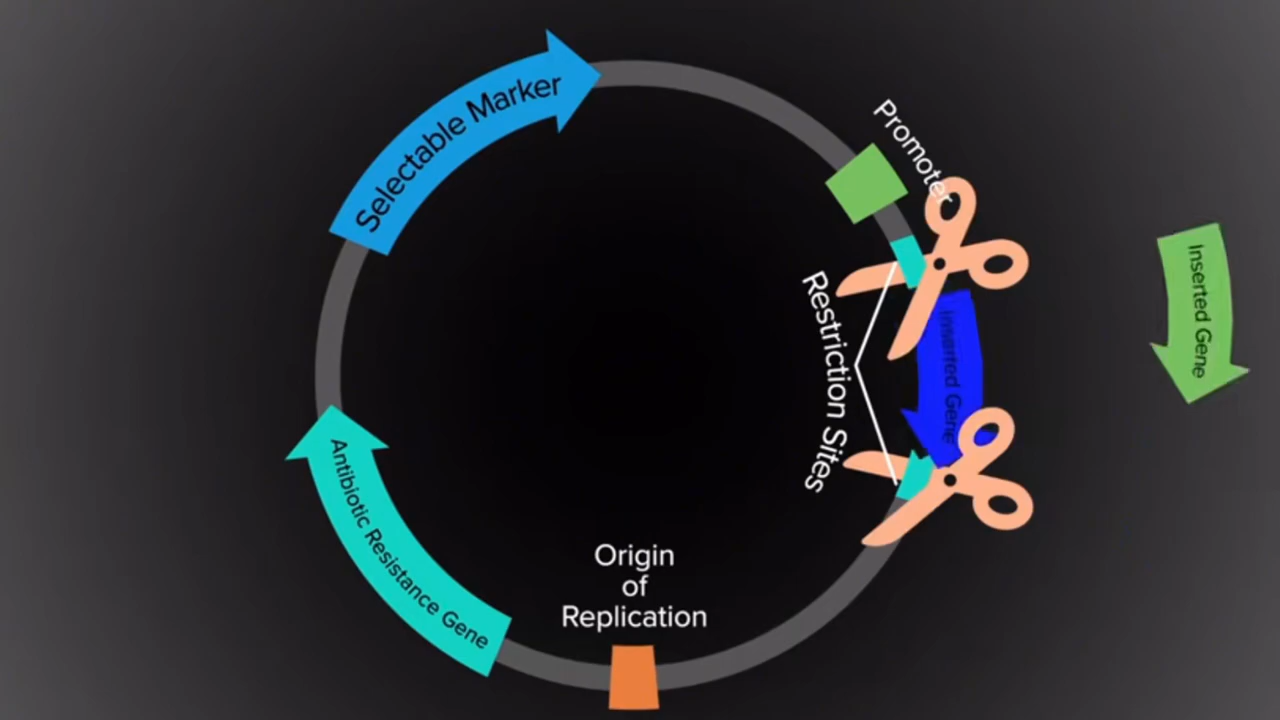 Selectable Marker
Promoter
Inserted Gene
Inserted Gene
Restriction Sites
Antibiotic Resistance Gene
Origin
of
Replication